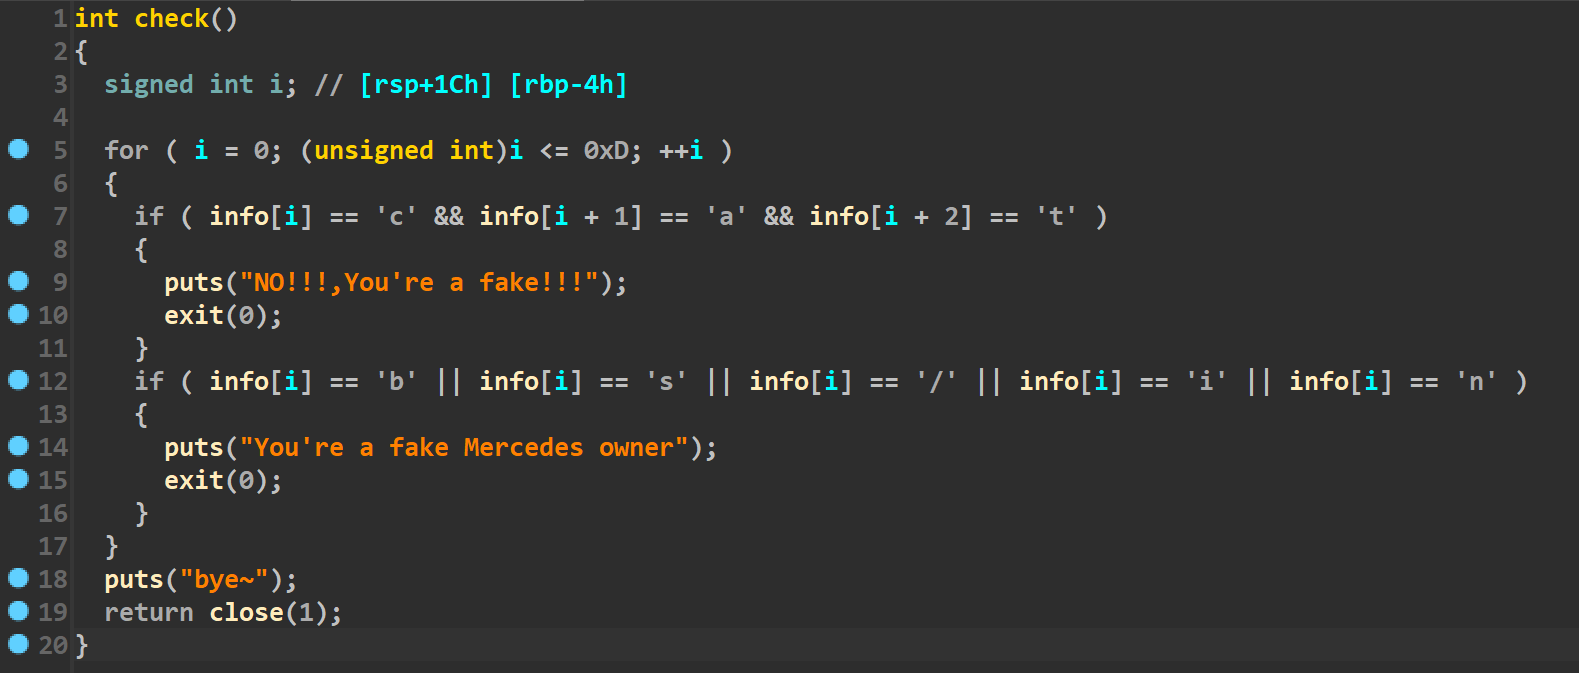 1 int check()
2 {
3   signed int i; // [rsp+1Ch] [rbp-4h]
4
5   for ( i = 0; (unsigned int)i <= 0xD; ++i )
6   {
7     if ( info[i] == 'c' && info[i + 1] == 'a' && info[i + 2] == 't' )
8     {
9       puts("NO!!!,You're a fake!!!");
10       exit(0);
11     }
12     if ( info[i] == 'b' || info[i] == 's' || info[i] == '/' || info[i] == 'i' || info[i] == 'n' )
13     {
14       puts("You're a fake Mercedes owner");
15       exit(0);
16     }
17   }
18   puts("bye~");
19   return close(1);
20 }